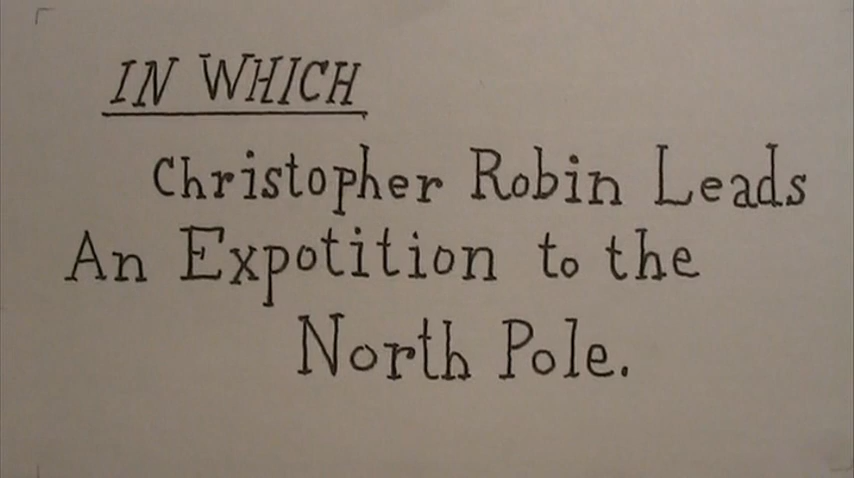 IN WHICH
Christopher Robin Leads
An Expotition to the
North Pole.